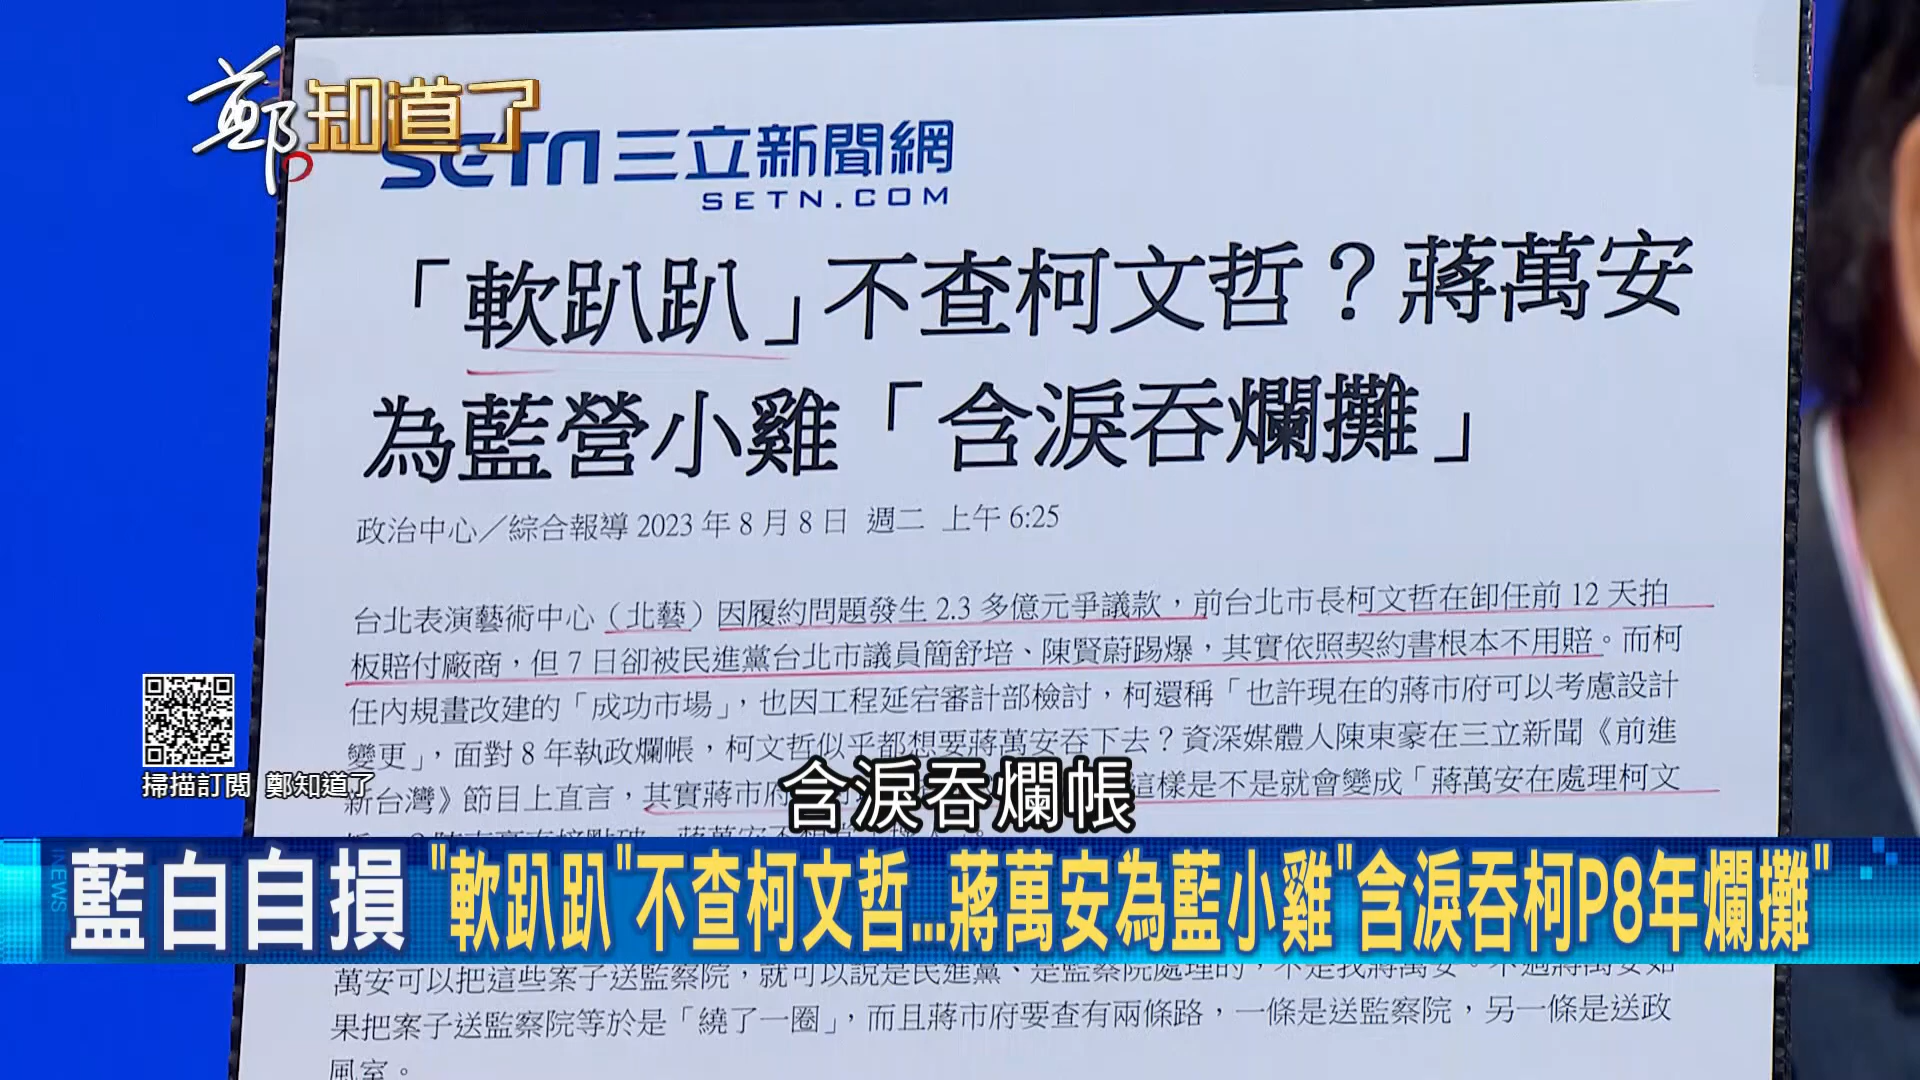 鄭知道了
SETN三立新聞網
SETN.COM
「軟趴趴」不查柯文哲？蔣萬安
為藍營小雞「含淚吞爛攤」
政治中心／綜合報導 2023 年 8 月 8 日 週二 上午 6:25
台北表演藝術中心（北藝）因履約問題發生 2.3 多億元爭議款，前台北市長柯文哲在卸任前 12 天拍
板賠付廠商，但 7 日卻被民進黨台北市議員簡舒培、陳賢蔚踢爆，其實依照契約書根本不用賠。而柯
任內規畫改建的「成功市場」，也因工程延宕審計部檢討，柯還稱「也許現在的蔣市府可以考慮設計
變更」，面對 8 年執政爛帳，柯文哲似乎都想要蔣萬安吞下去？資深媒體人陳東豪在三立新聞《前進
新台灣》節目上直言，其實蔣市府
這樣是不是就會變成「蔣萬安在處理柯文
含淚吞爛帳
掃描訂閱 鄭知道了
INEWS
藍白自損
"軟趴趴"不查柯文哲...蔣萬安為藍小雞"含淚吞柯P8年爛攤"
萬安可以把這些案子送監察院，就可以說是民進黨、是監察院處理的，不是我蔣萬安。不過蔣萬安如
果把案子送監察院等於是「繞了一圈」，而且蔣市府要查有兩條路，一條是送監察院，另一條是送政
風室。